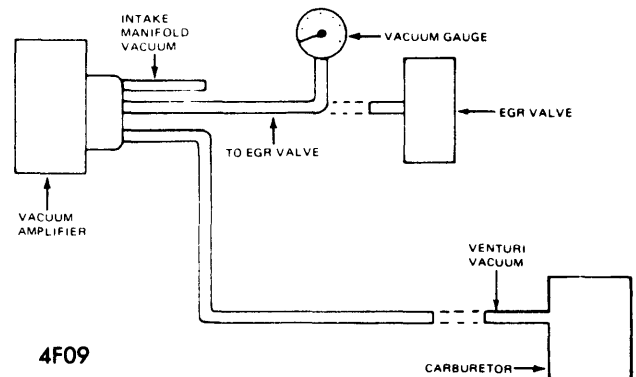 INTAKE
MANIFOLD
VACUUM
VACUUM GAUGE
EGR VALVE
TO EGR VALVE
VACUUM
AMPLIFIER
VENTURI
VACUUM
4F09
CARBURETOR